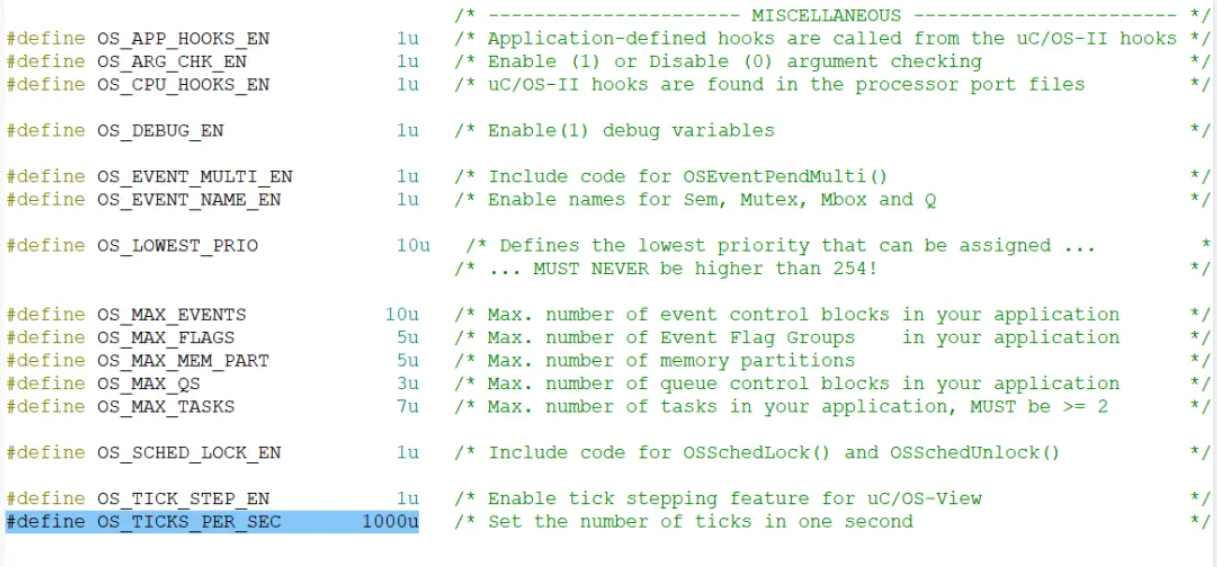 /* ---------------------- MISCELLANEOUS ----------------------- */
#define OS_APP_HOOKS_EN 1u /* Application-defined hooks are called from the uC/OS-II hooks */
#define OS_ARG_CHK_EN 1u /* Enable (1) or Disable (0) argument checking */
#define OS_CPU_HOOKS_EN 1u /* uC/OS-II hooks are found in the processor port files */
#define OS_DEBUG_EN 1u /* Enable(1) debug variables */
#define OS_EVENT_MULTI_EN 1u /* Include code for OSEventPendMulti() */
#define OS_EVENT_NAME_EN 1u /* Enable names for Sem, Mutex, Mbox and Q */
#define OS_LOWEST_PRIO 10u /* Defines the lowest priority that can be assigned ... *
/* ... MUST NEVER be higher than 254! */
#define OS_MAX_EVENTS 10u /* Max. number of event control blocks in your application */
#define OS_MAX_FLAGS 5u /* Max. number of Event Flag Groups in your application */
#define OS_MAX_MEM_PART 5u /* Max. number of memory partitions */
#define OS_MAX_QS 3u /* Max. number of queue control blocks in your application */
#define OS_MAX_TASKS 7u /* Max. number of tasks in your application, MUST be >= 2 */
#define OS_SCHED_LOCK_EN 1u /* Include code for OSSchedLock() and OSSchedUnlock() */
#define OS_TICK_STEP_EN 1u /* Enable tick stepping feature for uC/OS-View */
#define OS_TICKS_PER_SEC 1000u /* Set the number of ticks in one second */